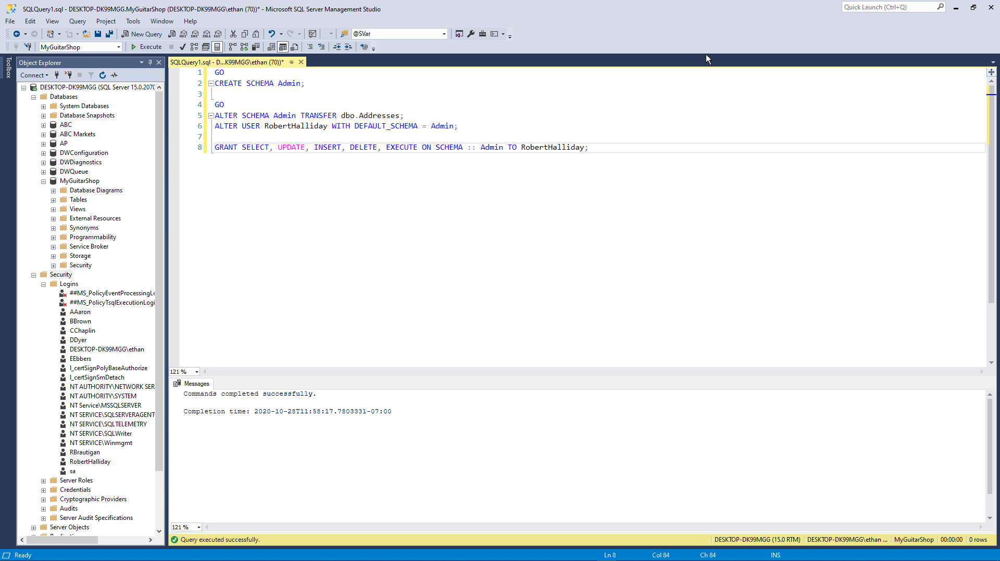 SQLQuery1.sql - DESKTOP-DK99MGG.MyGuitarShop (DESKTOP-DK99MGG\ethan (70))* - Microsoft SQL Server Management Studio
Quick Launch (Ctrl+Q)
File Edit View Query Project Tools Window Help
New Query MDX DMX XMLA DAX @SVar
MyGuitarShop Execute
Toolbox
Object Explorer
Connect
DESKTOP-DK99MGG (SQL Server 15.0.2070
Databases
System Databases
Database Snapshots
ABC
ABC Markets
AP
DWConfiguration
DWDiagnostics
DWQueue
MyGuitarShop
Database Diagrams
Tables
Views
External Resources
Synonyms
Programmability
Service Broker
Storage
Security
Security
Logins
##MS_PolicyEventProcessingLo
##MS_PolicyTsqlExecutionLogi
AAaron
BBrown
CChaplin
DDyer
DESKTOP-DK99MGG\ethan
EEbbers
l_certSignPolyBaseAuthorize
l_certSignSmDetach
NT AUTHORITY\NETWORK SER
NT AUTHORITY\SYSTEM
NT Service\MSSQLSERVER
NT SERVICE\SQLSERVERAGENT
NT SERVICE\SQLTELEMETRY
NT SERVICE\SQLWriter
NT SERVICE\Winmgmt
RBrautigan
RobertHalliday
sa
Server Roles
Credentials
Cryptographic Providers
Audits
Server Audit Specifications
Server Objects
SQLQuery1.sql - D...K99MGG\ethan (70))*
1 GO
2 CREATE SCHEMA Admin;
3
4 GO
5 ALTER SCHEMA Admin TRANSFER dbo.Addresses;
6 ALTER USER RobertHalliday WITH DEFAULT_SCHEMA = Admin;
7
8 GRANT SELECT, UPDATE, INSERT, DELETE, EXECUTE ON SCHEMA :: Admin TO RobertHalliday;
121 %
Messages
Commands completed successfully.
Completion time: 2020-10-28T11:58:17.7803331-07:00
121 %
Query executed successfully. DESKTOP-DK99MGG (15.0 RTM) DESKTOP-DK99MGG\ethan ... MyGuitarShop 00:00:00 0 rows
Ready Ln 8 Col 84 Ch 84 INS